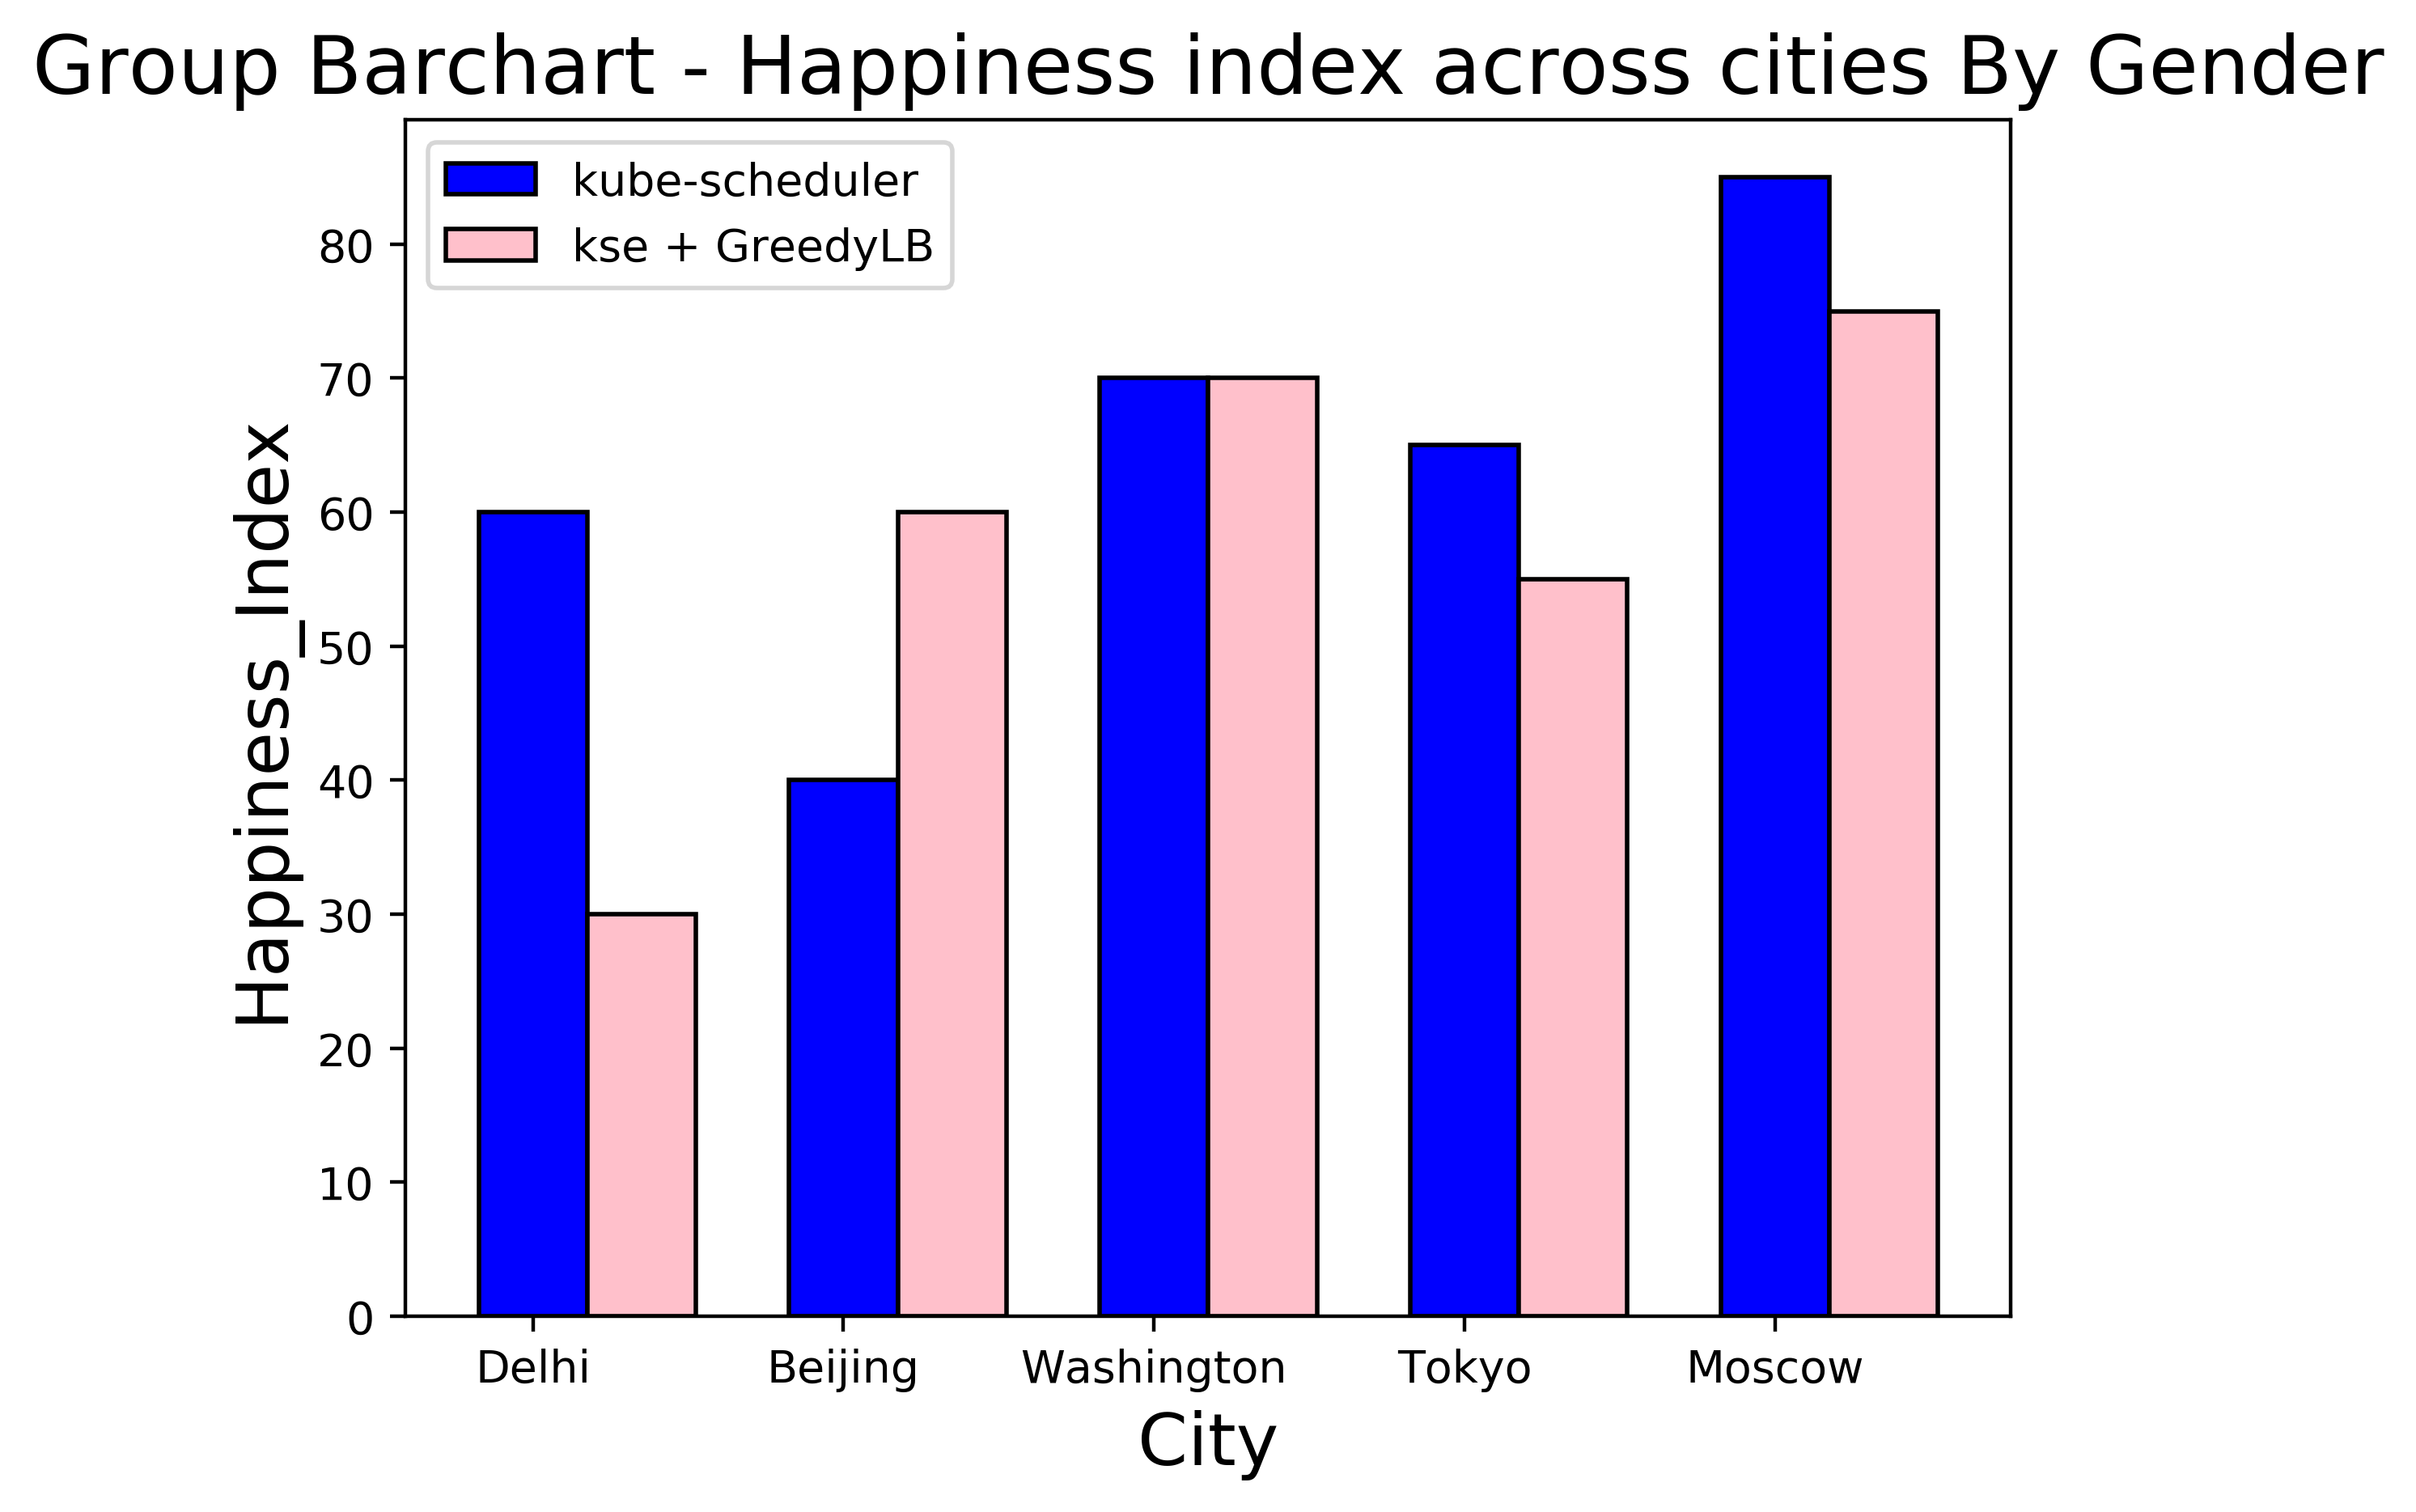 Group Barchart - Happiness index across cities By Gender
kube-scheduler
kse + GreedyLB
Happiness_Index
80
70
60
50
40
30
20
10
0
Delhi Beijing Washington Tokyo Moscow
City